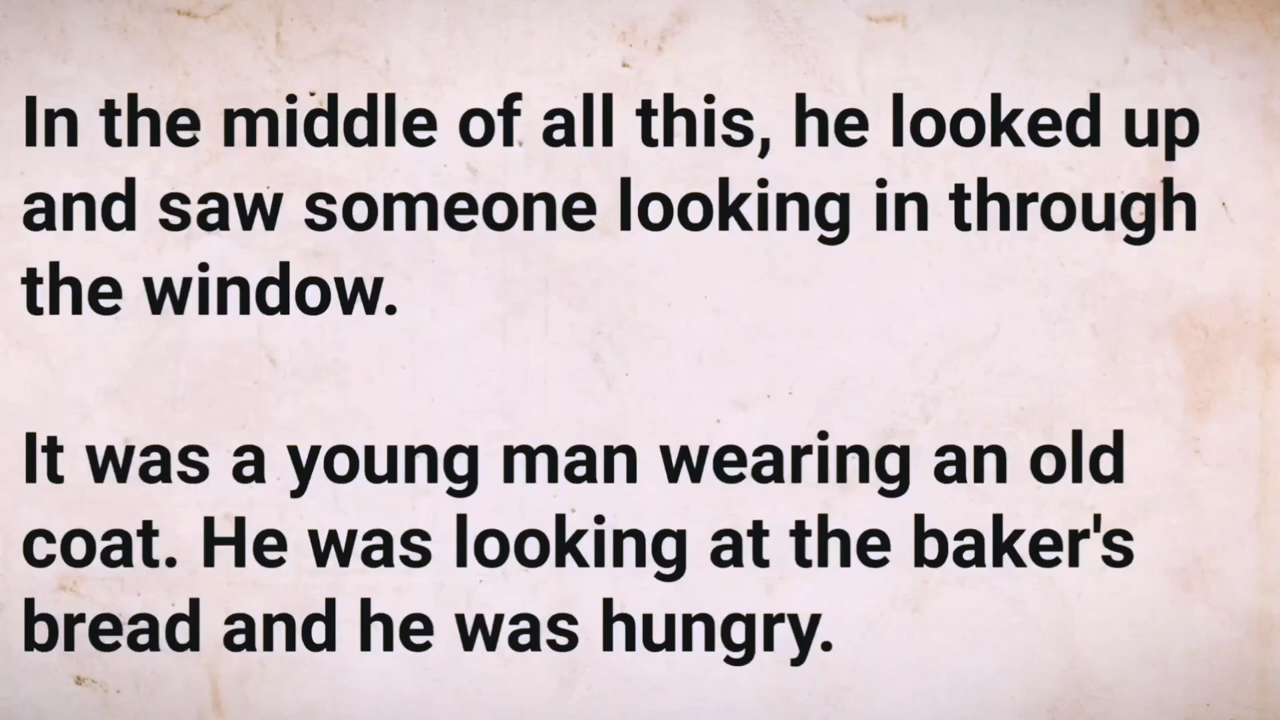 In the middle of all this, he looked up
and saw someone looking in through
the window.
It was a young man wearing an old
coat. He was looking at the baker's
bread and he was hungry.